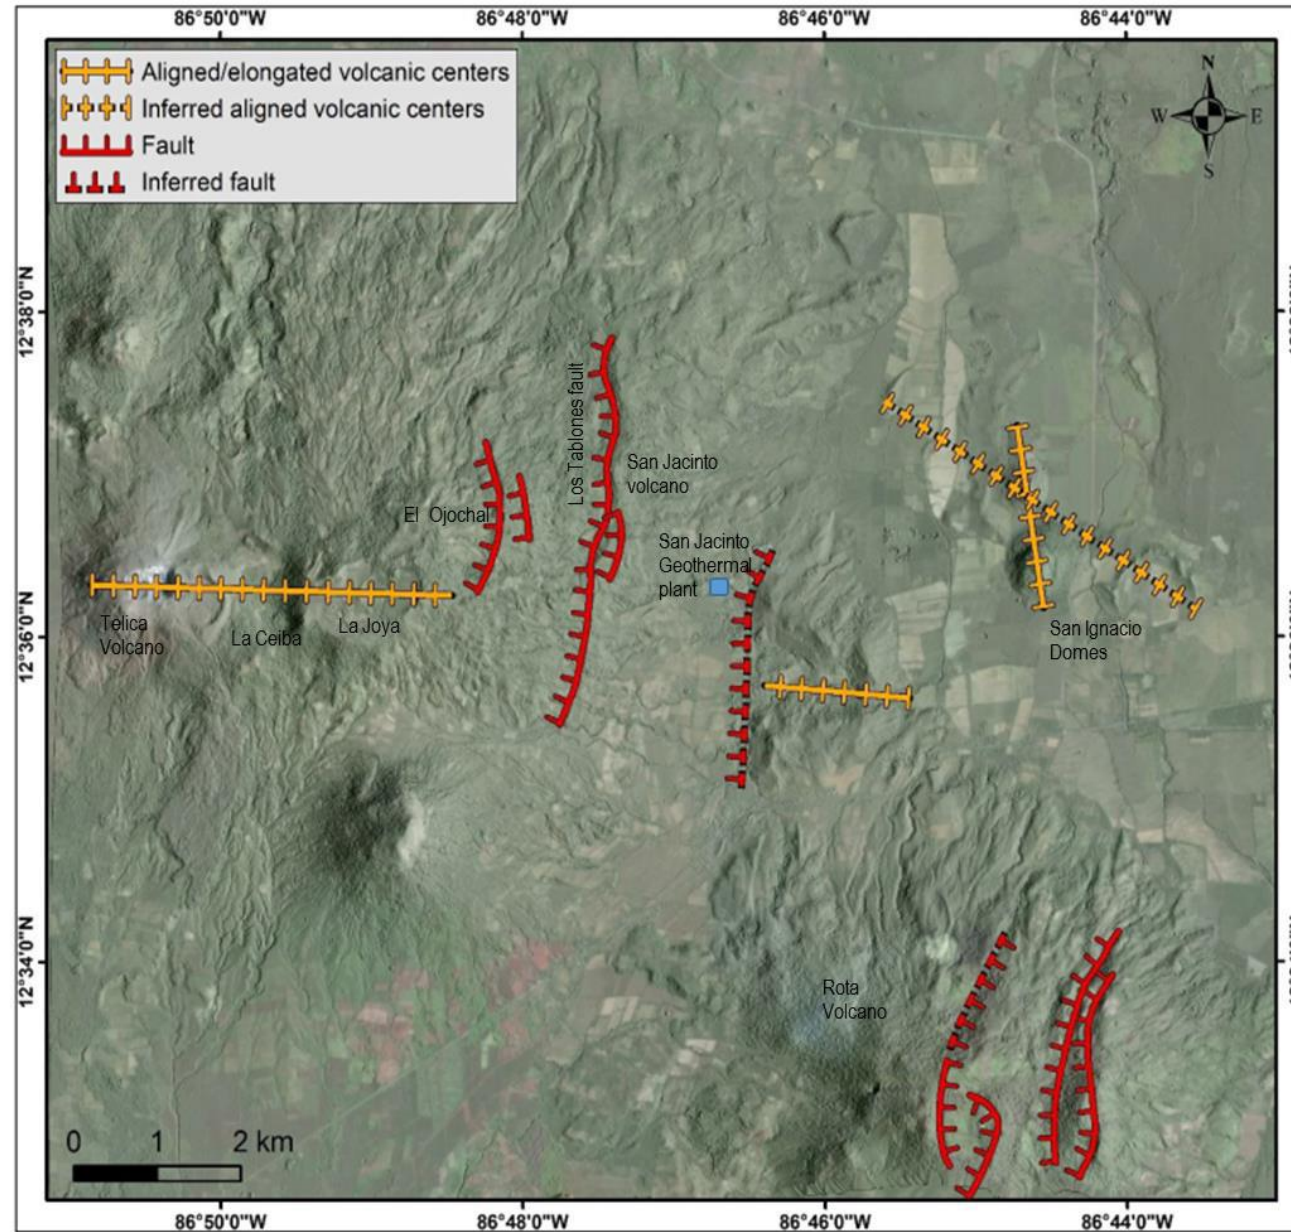 86°50'0"W
86°48'0"W
86°46'0"W
86°44'0"W
Aligned/elongated volcanic centers
Inferred aligned volcanic centers
Fault
Inferred fault
N
W
E
S
12°38'0"N
Los Tablones fault
San Jacinto
volcano
El Ojochal
San Jacinto
Geothermal
plant
12°36'0"N
Telica
Volcano
La Ceiba
La Joya
San Ignacio
Domes
12°34'0"N
Rota
Volcano
0 1 2 km
86°50'0"W
86°48'0"W
86°46'0"W
86°44'0"W